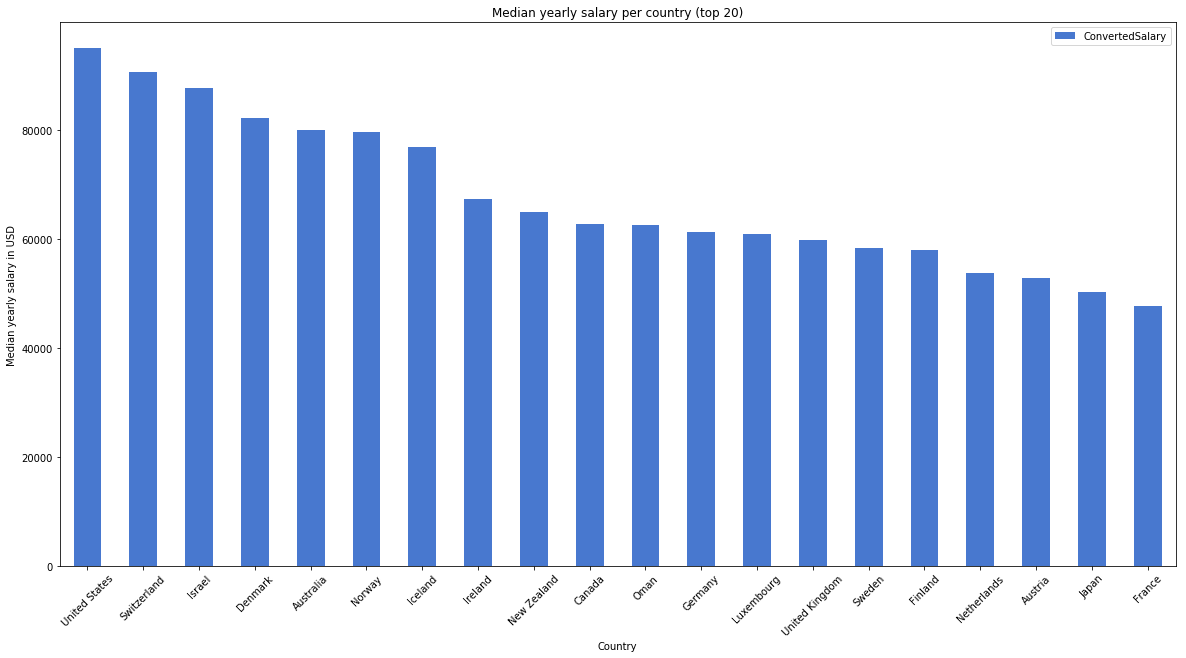 Median yearly salary per country (top 20)
ConvertedSalary
Median yearly salary in USD
80000
60000
40000
20000
0
United States
Switzerland
Israel
Denmark
Australia
Norway
Iceland
Ireland
New Zealand
Canada
Oman
Germany
Luxembourg
United Kingdom
Sweden
Finland
Netherlands
Austria
Japan
France
Country